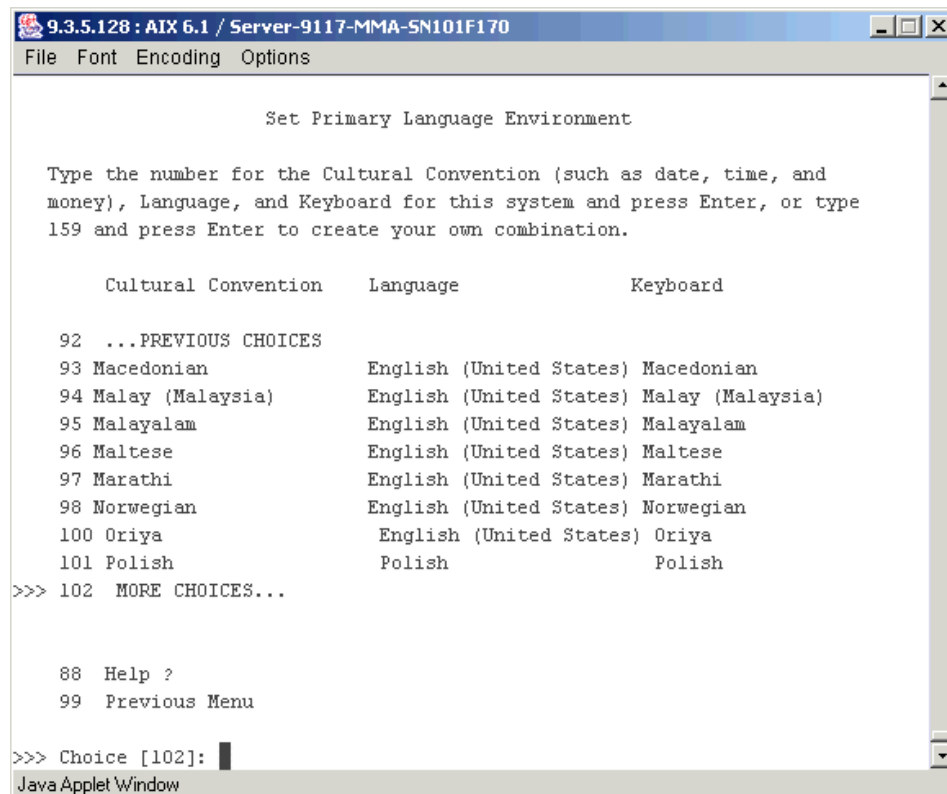 9.3.5.128 : AIX 6.1 / Server-9117-MMA-SN101F170
File Font Encoding Options
Set Primary Language Environment
Type the number for the Cultural Convention (such as date, time, and
money), Language, and Keyboard for this system and press Enter, or type
159 and press Enter to create your own combination.
Cultural Convention Language Keyboard
92 ...PREVIOUS CHOICES
93 Macedonian English (United States) Macedonian
94 Malay (Malaysia) English (United States) Malay (Malaysia)
95 Malayalam English (United States) Malayalam
96 Maltese English (United States) Maltese
97 Marathi English (United States) Marathi
98 Norwegian English (United States) Norwegian
100 Oriya English (United States) Oriya
101 Polish Polish Polish
>>> 102 MORE CHOICES...
88 Help ?
99 Previous Menu
>>> Choice [102]:
Java Applet Window